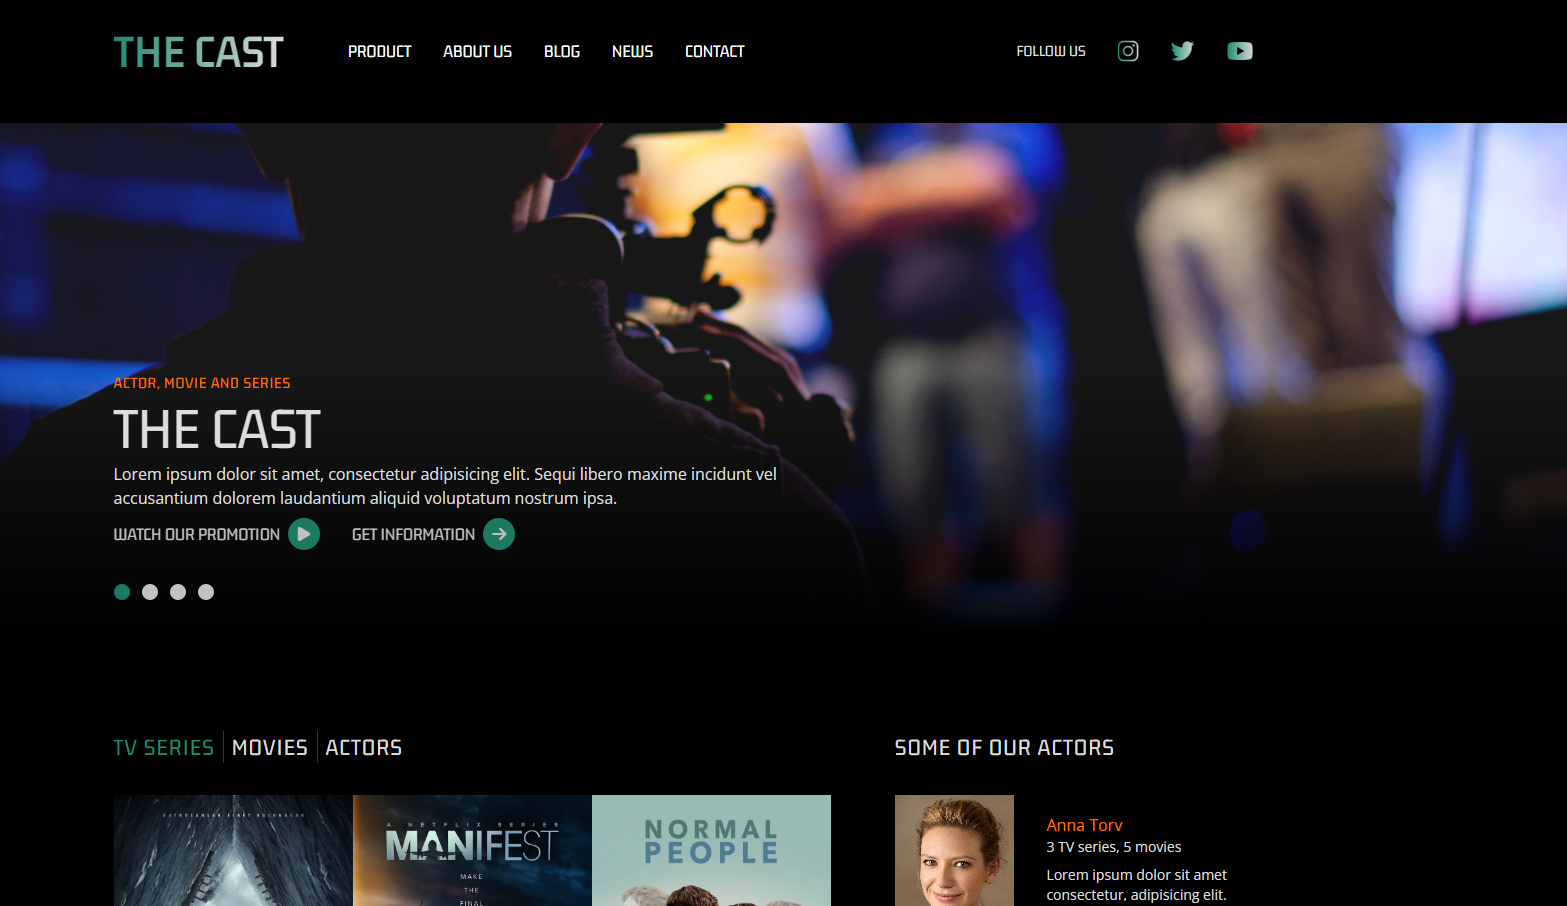 THE CAST
PRODUCT
ABOUT US
BLOG
NEWS
CONTACT
FOLLOW US
ACTOR, MOVIE AND SERIES
THE CAST
Lorem ipsum dolor sit amet, consectetur adipisicing elit. Sequi libero maxime incidunt vel
accusantium dolorem laudantium aliquid voluptatum nostrum ipsa.
WATCH OUR PROMOTION
GET INFORMATION
TV SERIES
MOVIES
ACTORS
SOME OF OUR ACTORS
A NETFLIX SERIES
MANIFEST
MAKE
THE
FINAL
NORMAL
PEOPLE
Anna Torv
3 TV series, 5 movies
Lorem ipsum dolor sit amet
consectetur, adipisicing elit.